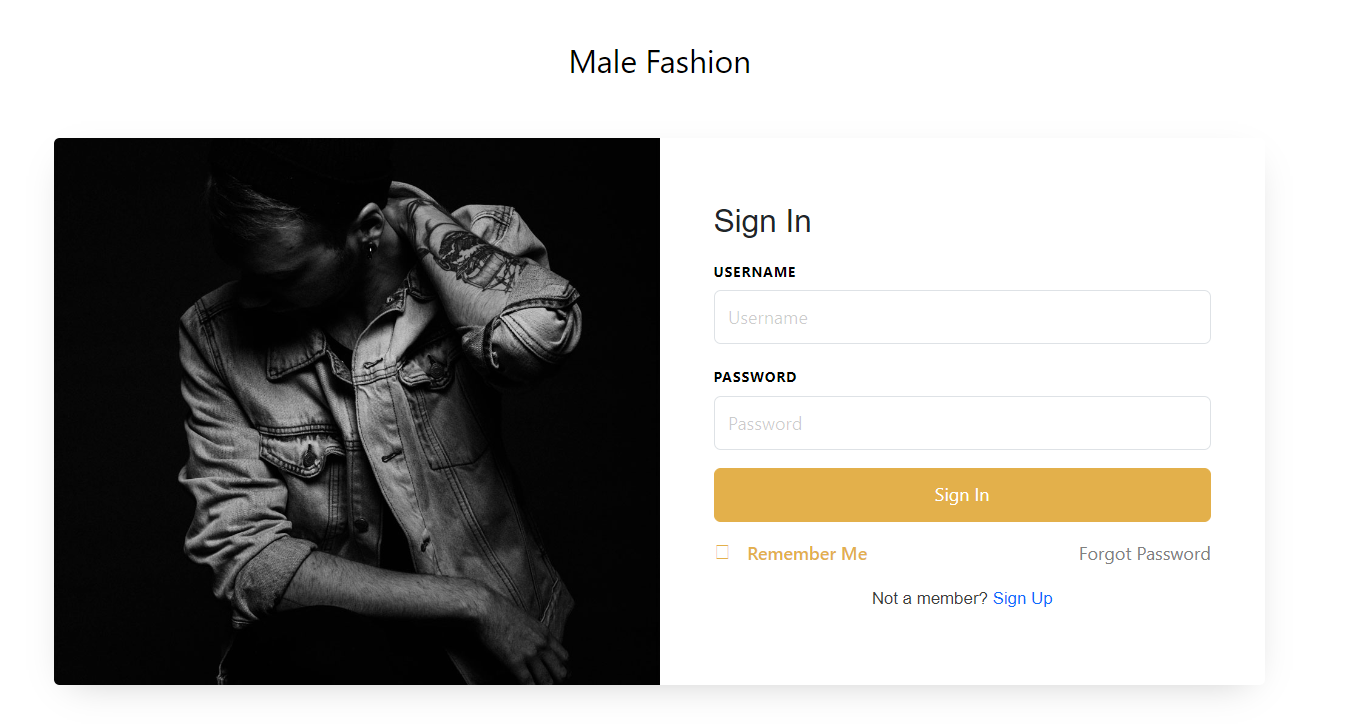 Male Fashion
Sign In
USERNAME
Username
PASSWORD
Password
Sign In
Remember Me Forgot Password
Not a member? Sign Up